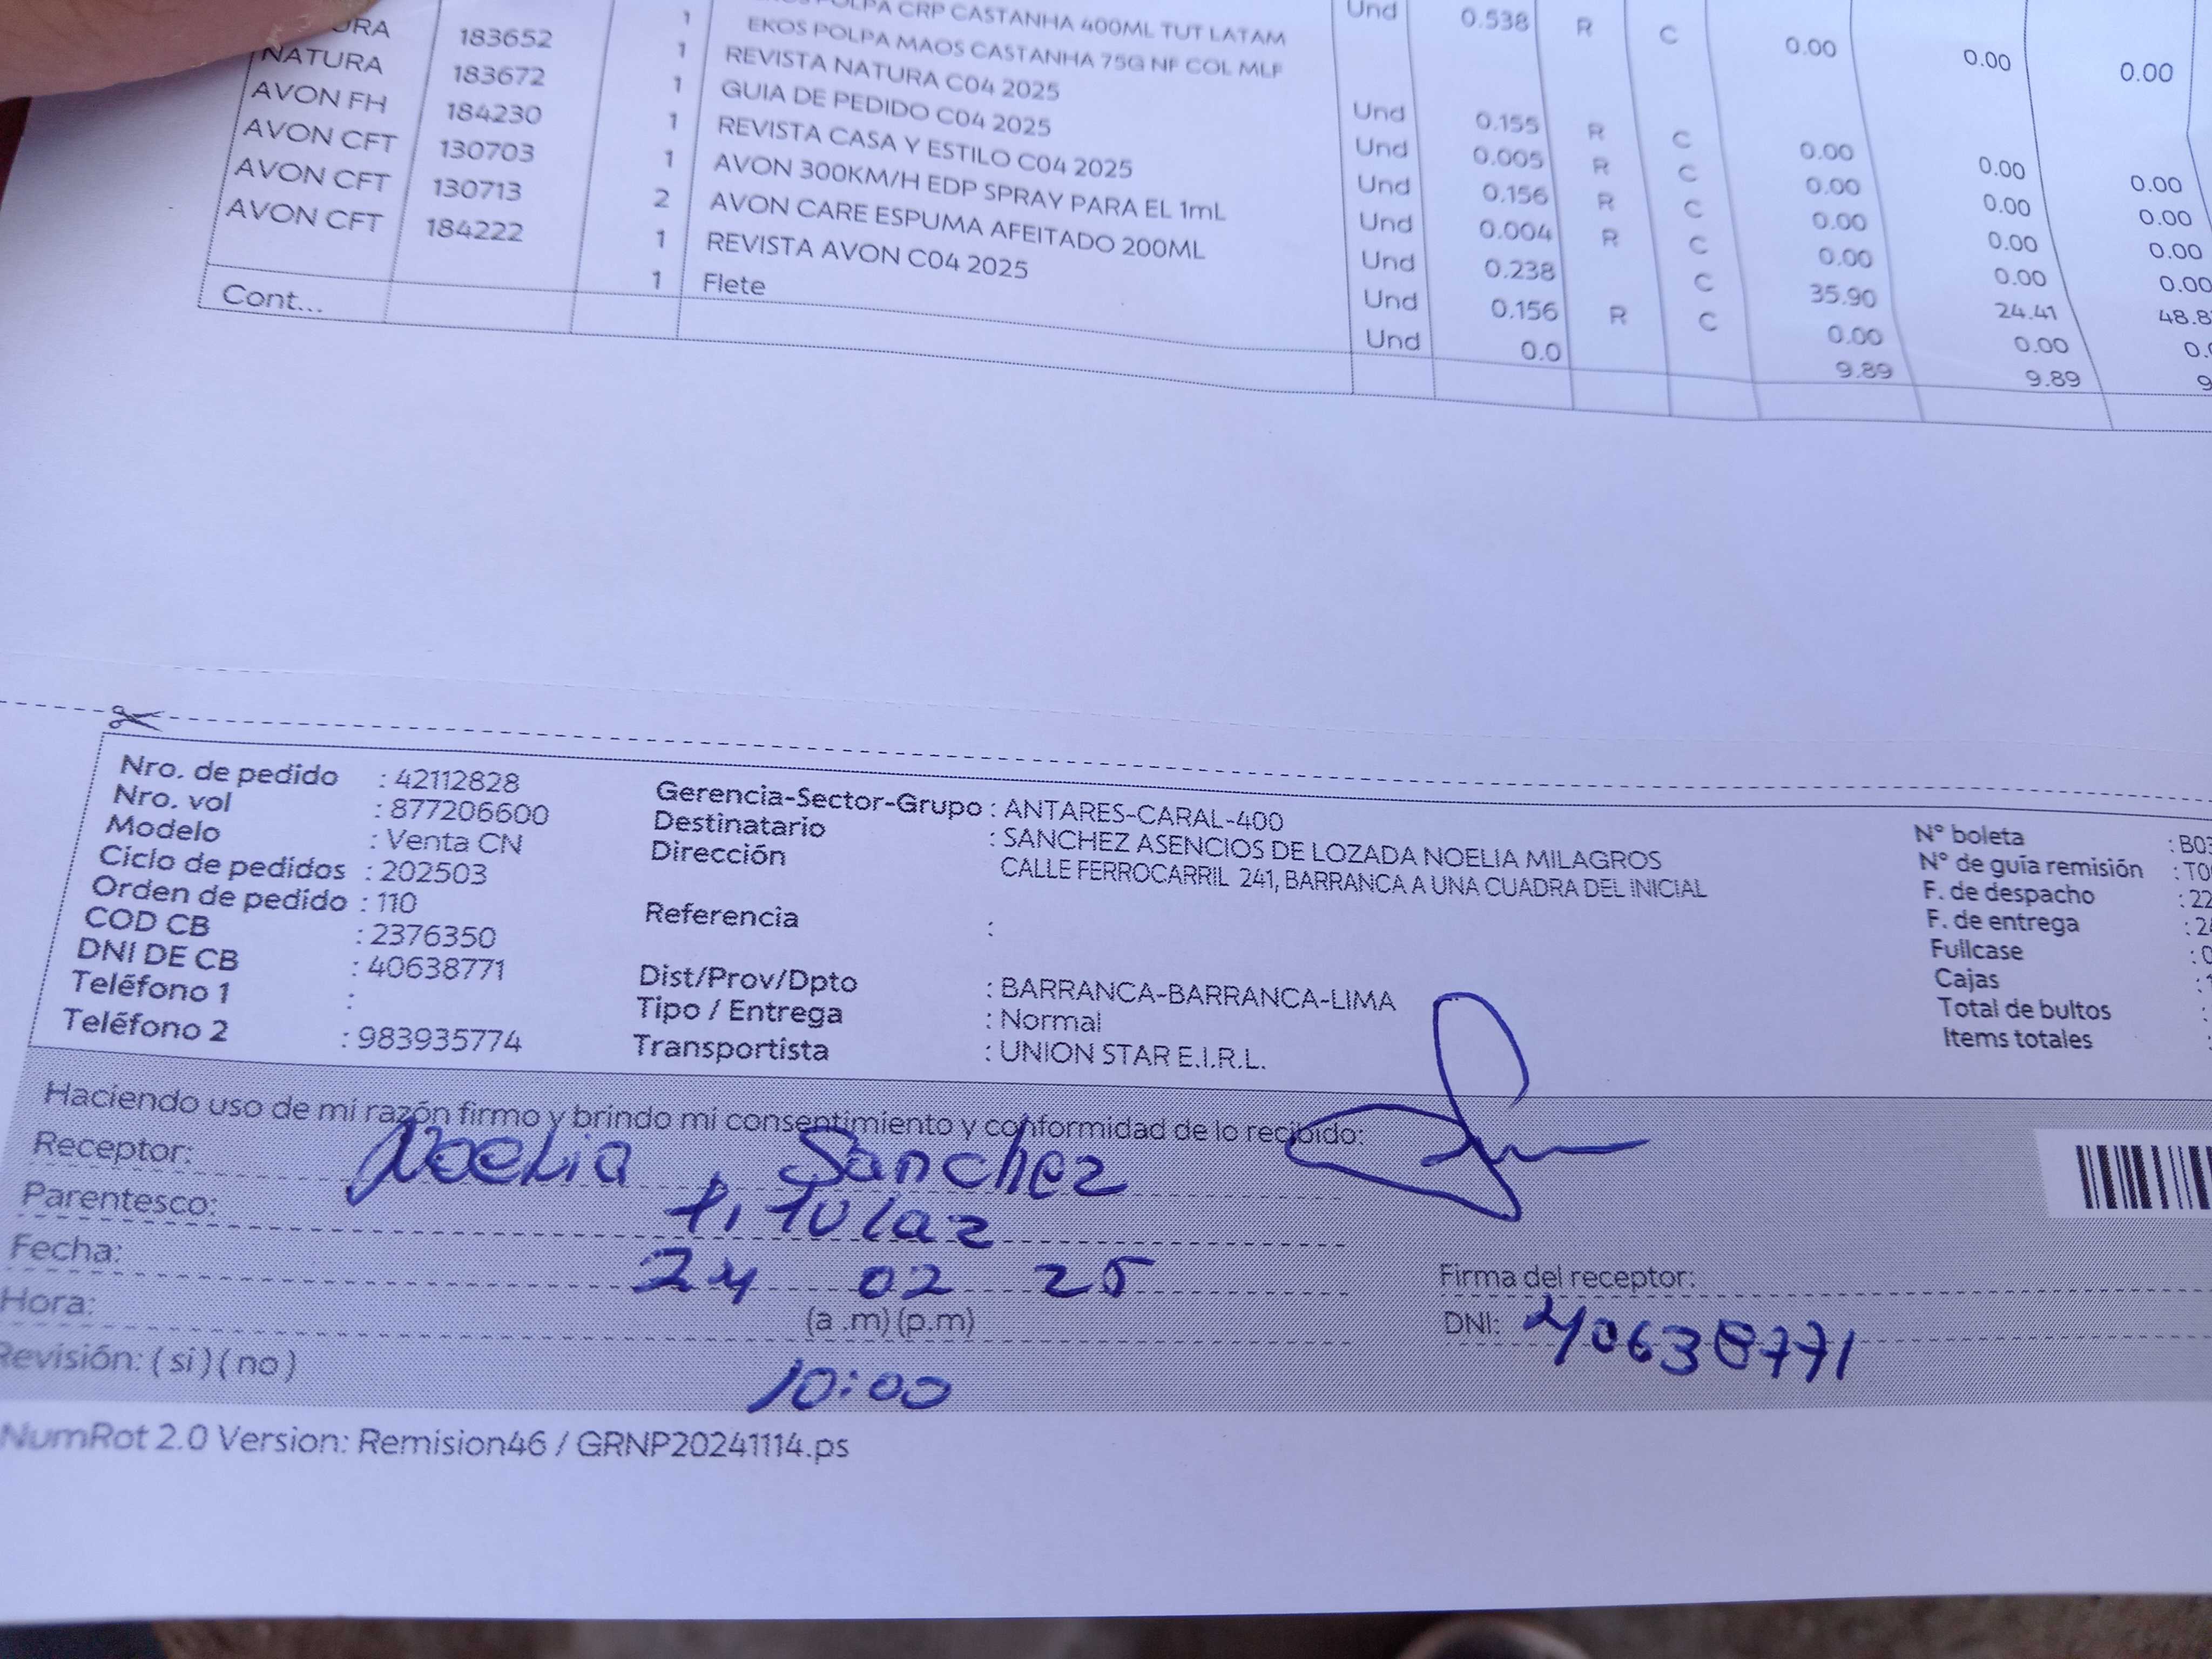 1 POLPA CRP CASTANHA 400ML TUT LATAM Und 0.538 R C 0.00 0.00 0.00
183652 1 EKOS POLPA MAOS CASTANHA 75G NF COL MLF Und 0.155 R C 0.00 0.00 0.00
NATURA 183672 1 REVISTA NATURA C04 2025 Und 0.005 R C 0.00 0.00 0.00
AVON FH 184230 1 GUIA DE PEDIDO C04 2025 Und 0.156 R C 0.00 0.00 0.00
AVON CFT 130703 1 REVISTA CASA Y ESTILO C04 2025 Und 0.004 R C 0.00 0.00 0.00
AVON CFT 130713 2 AVON 300KM/H EDP SPRAY PARA EL 1mL Und 0.238 C 35.90 24.41 48.8
AVON CFT 184222 1 AVON CARE ESPUMA AFEITADO 200ML Und 0.156 R C 0.00 0.00
1 REVISTA AVON C04 2025 Und 0.0 9.89 9.89 9
Flete
Cont...
Nro. de pedido : 42112828
Nro. vol : 877206600
Modelo : Venta CN
Ciclo de pedidos : 202503
Orden de pedido : 110
COD CB : 2376350
DNI DE CB : 40638771
Teléfono 1 :
Teléfono 2 : 983935774
Gerencia-Sector-Grupo : ANTARES-CARAL-400
Destinatario : SANCHEZ ASENCIOS DE LOZADA NOELIA MILAGROS
Dirección CALLE FERROCARRIL 241, BARRANCA A UNA CUADRA DEL INICIAL
Referencia :
Dist/Prov/Dpto : BARRANCA-BARRANCA-LIMA
Tipo / Entrega : Normal
Transportista : UNION STAR E.I.R.L.
N° boleta : B03
N° de guía remisión : T0
F. de despacho : 22
F. de entrega : 2
Fullcase : 0
Cajas :
Total de bultos :
Items totales :
Haciendo uso de mi razón firmo y brindo mi consentimiento y conformidad de lo recibido:
Receptor: Noelia Sanchez
Parentesco: titular
Fecha: 24 02 25
Hora: (a .m) (p.m)
10:00
Revisión: ( si ) ( no )
Firma del receptor:
DNI: 40638771
NumRot 2.0 Version: Remision46 / GRNP20241114.ps